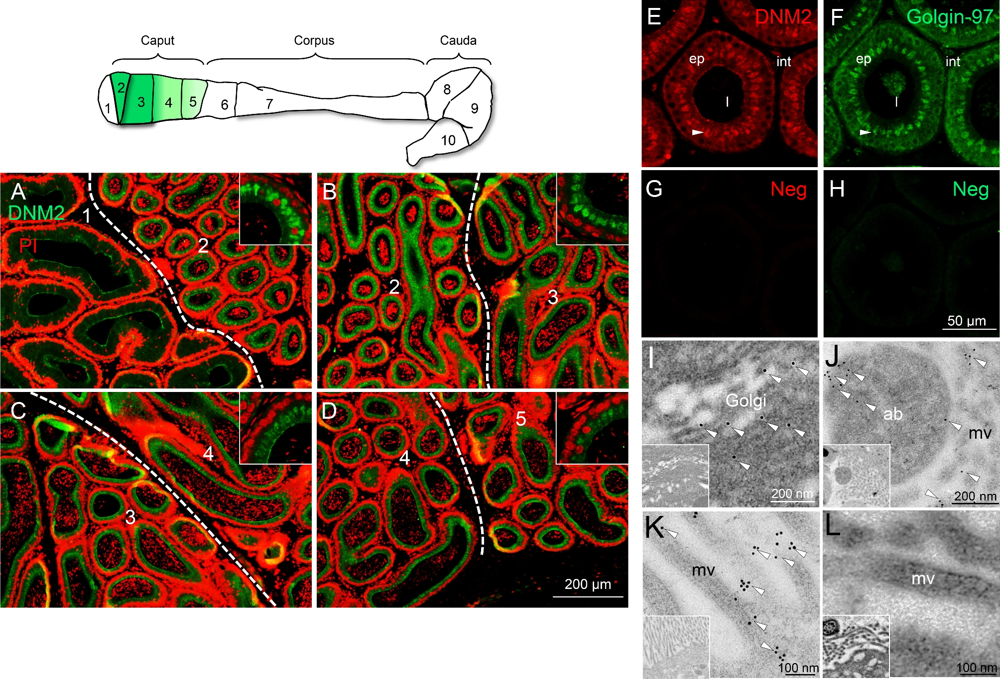 Caput
Corpus
Cauda
1
2
3
4
5
6
7
8
9
10
A
DNM2
PI
1
2
B
2
3
C
3
4
D
4
5
200 µm
E
DNM2
ep
int
l
F
Golgin-97
ep
int
l
G
Neg
H
Neg
50 µm
I
Golgi
200 nm
J
ab
mv
200 nm
K
mv
100 nm
L
mv
100 nm